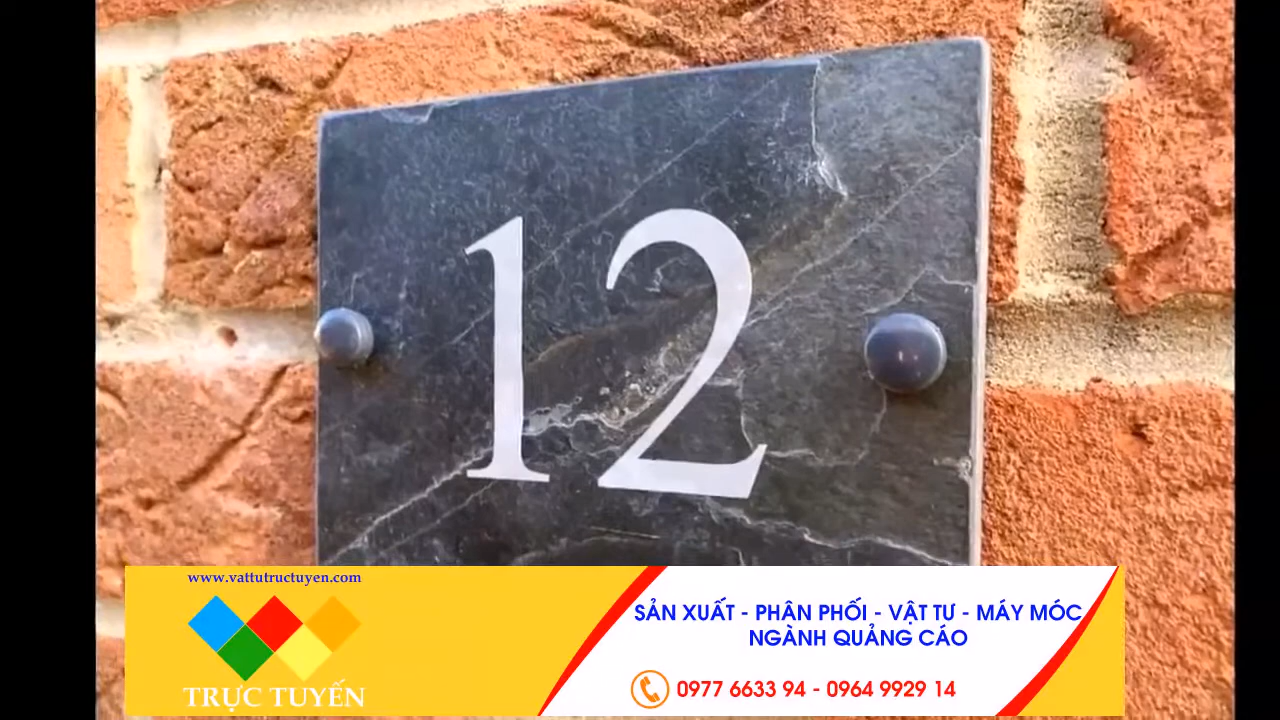 12
www.vattutructuyen.com
TRỰC TUYẾN
SẢN XUẤT - PHÂN PHỐI - VẬT TƯ - MÁY MÓC
NGÀNH QUẢNG CÁO
0977 6633 94 - 0964 9929 14